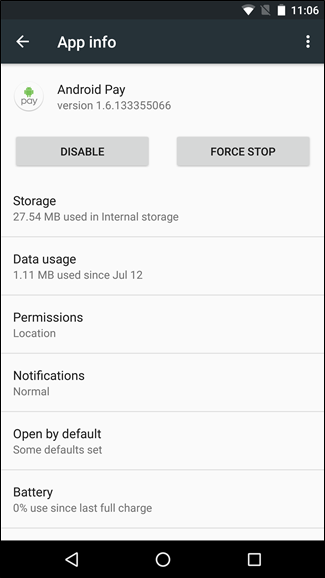 11:06
App info
pay
Android Pay
version 1.6.133355066
DISABLE
FORCE STOP
Storage
27.54 MB used in Internal storage
Data usage
1.11 MB used since Jul 12
Permissions
Location
Notifications
Normal
Open by default
Some defaults set
Battery
0% use since last full charge